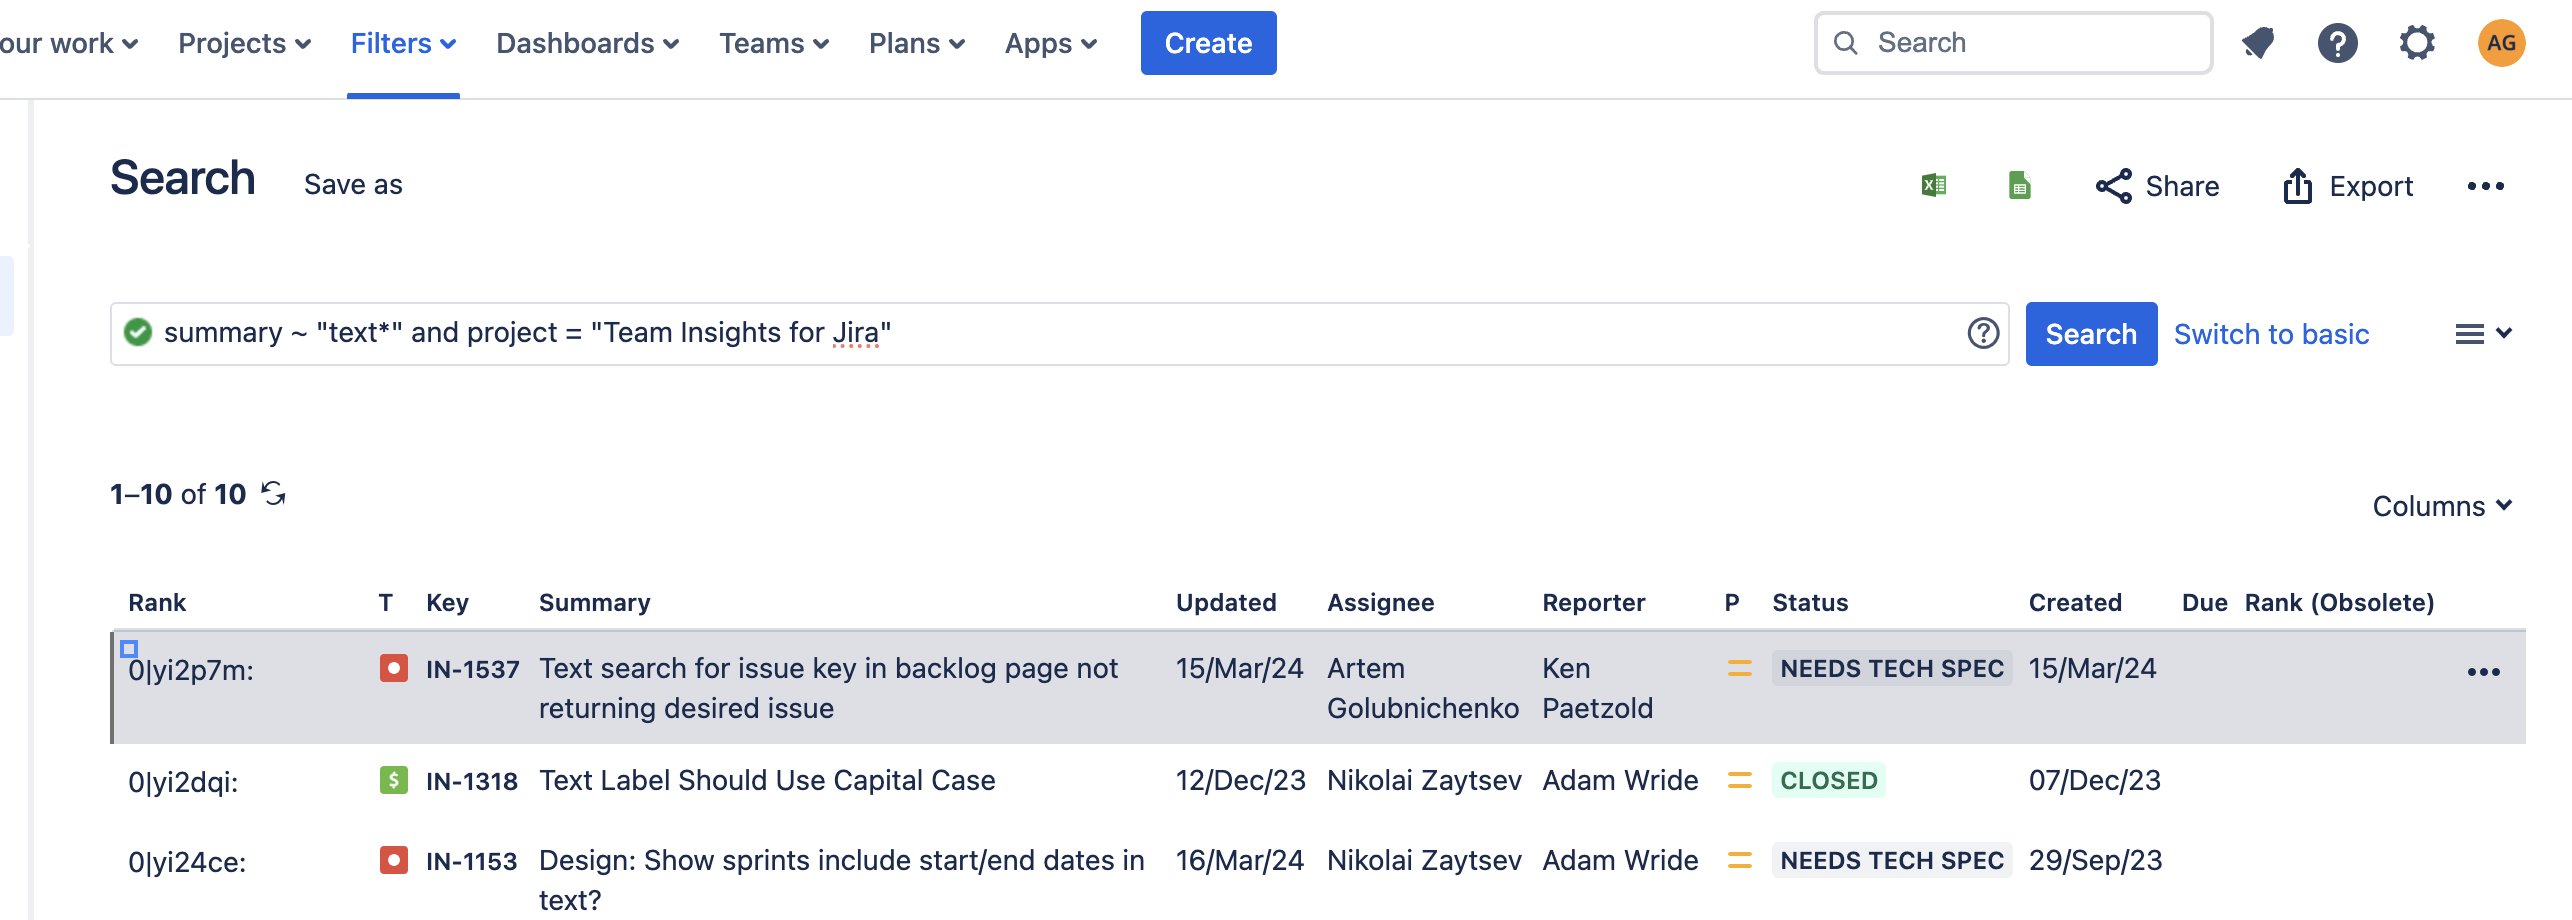 our work Projects Filters Dashboards Teams Plans Apps Create Search AG
Search Save as Share Export
summary ~ "text*" and project = "Team Insights for Jira" Search Switch to basic
1–10 of 10
Columns
Rank T Key Summary Updated Assignee Reporter P Status Created Due Rank (Obsolete)
0|yi2p7m: IN-1537 Text search for issue key in backlog page not 15/Mar/24 Artem Ken NEEDS TECH SPEC 15/Mar/24
returning desired issue Golubnichenko Paetzold
0|yi2dqi: $ IN-1318 Text Label Should Use Capital Case 12/Dec/23 Nikolai Zaytsev Adam Wride CLOSED 07/Dec/23
0|yi24ce: IN-1153 Design: Show sprints include start/end dates in 16/Mar/24 Nikolai Zaytsev Adam Wride NEEDS TECH SPEC 29/Sep/23
text?